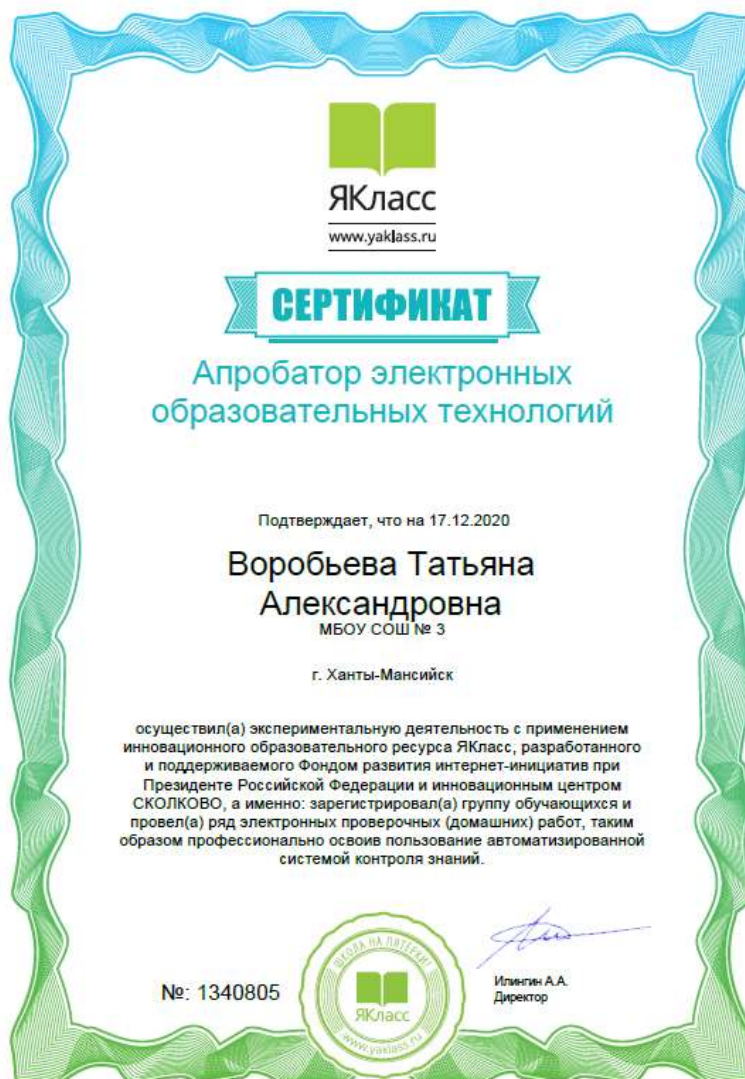 ЯКласс
www.yaklass.ru
СЕРТИФИКАТ
Апробатор электронных
образовательных технологий
Подтверждает, что на 17.12.2020
Воробьева Татьяна
Александровна
МБОУ СОШ № 3
г. Ханты-Мансийск
осуществил(а) экспериментальную деятельность с применением
инновационного образовательного ресурса ЯКласс, разработанного
и поддерживаемого Фондом развития интернет-инициатив при
Президенте Российской Федерации и инновационным центром
СКОЛКОВО, а именно: зарегистрировал(а) группу обучающихся и
провел(а) ряд электронных проверочных (домашних) работ, таким
образом профессионально освоив пользование автоматизированной
системой контроля знаний.
№: 1340805
ШКОЛА НА ПЯТЕРКИ!
ЯКласс
www.yaklass.ru
Илингин А.А.
Директор